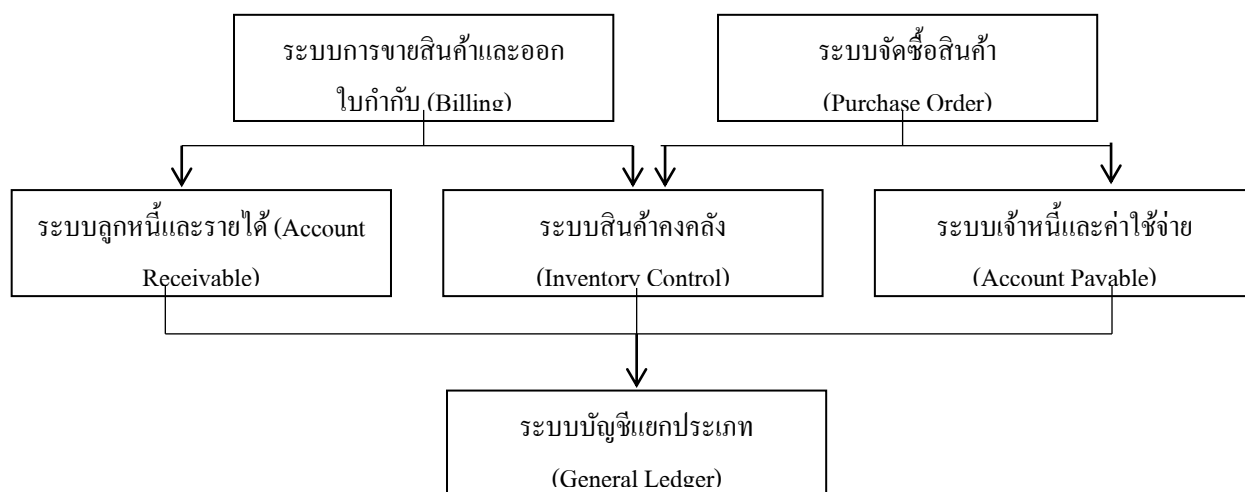 ระบบการขายสินค้าและออก
ใบกำกับ (Billing)
ระบบจัดซื้อสินค้า
(Purchase Order)
ระบบลูกหนี้และรายได้ (Account
Receivable)
ระบบสินค้าคงคลัง
(Inventory Control)
ระบบเจ้าหนี้และค่าใช้จ่าย
(Account Payable)
ระบบบัญชีแยกประเภท
(General Ledger)